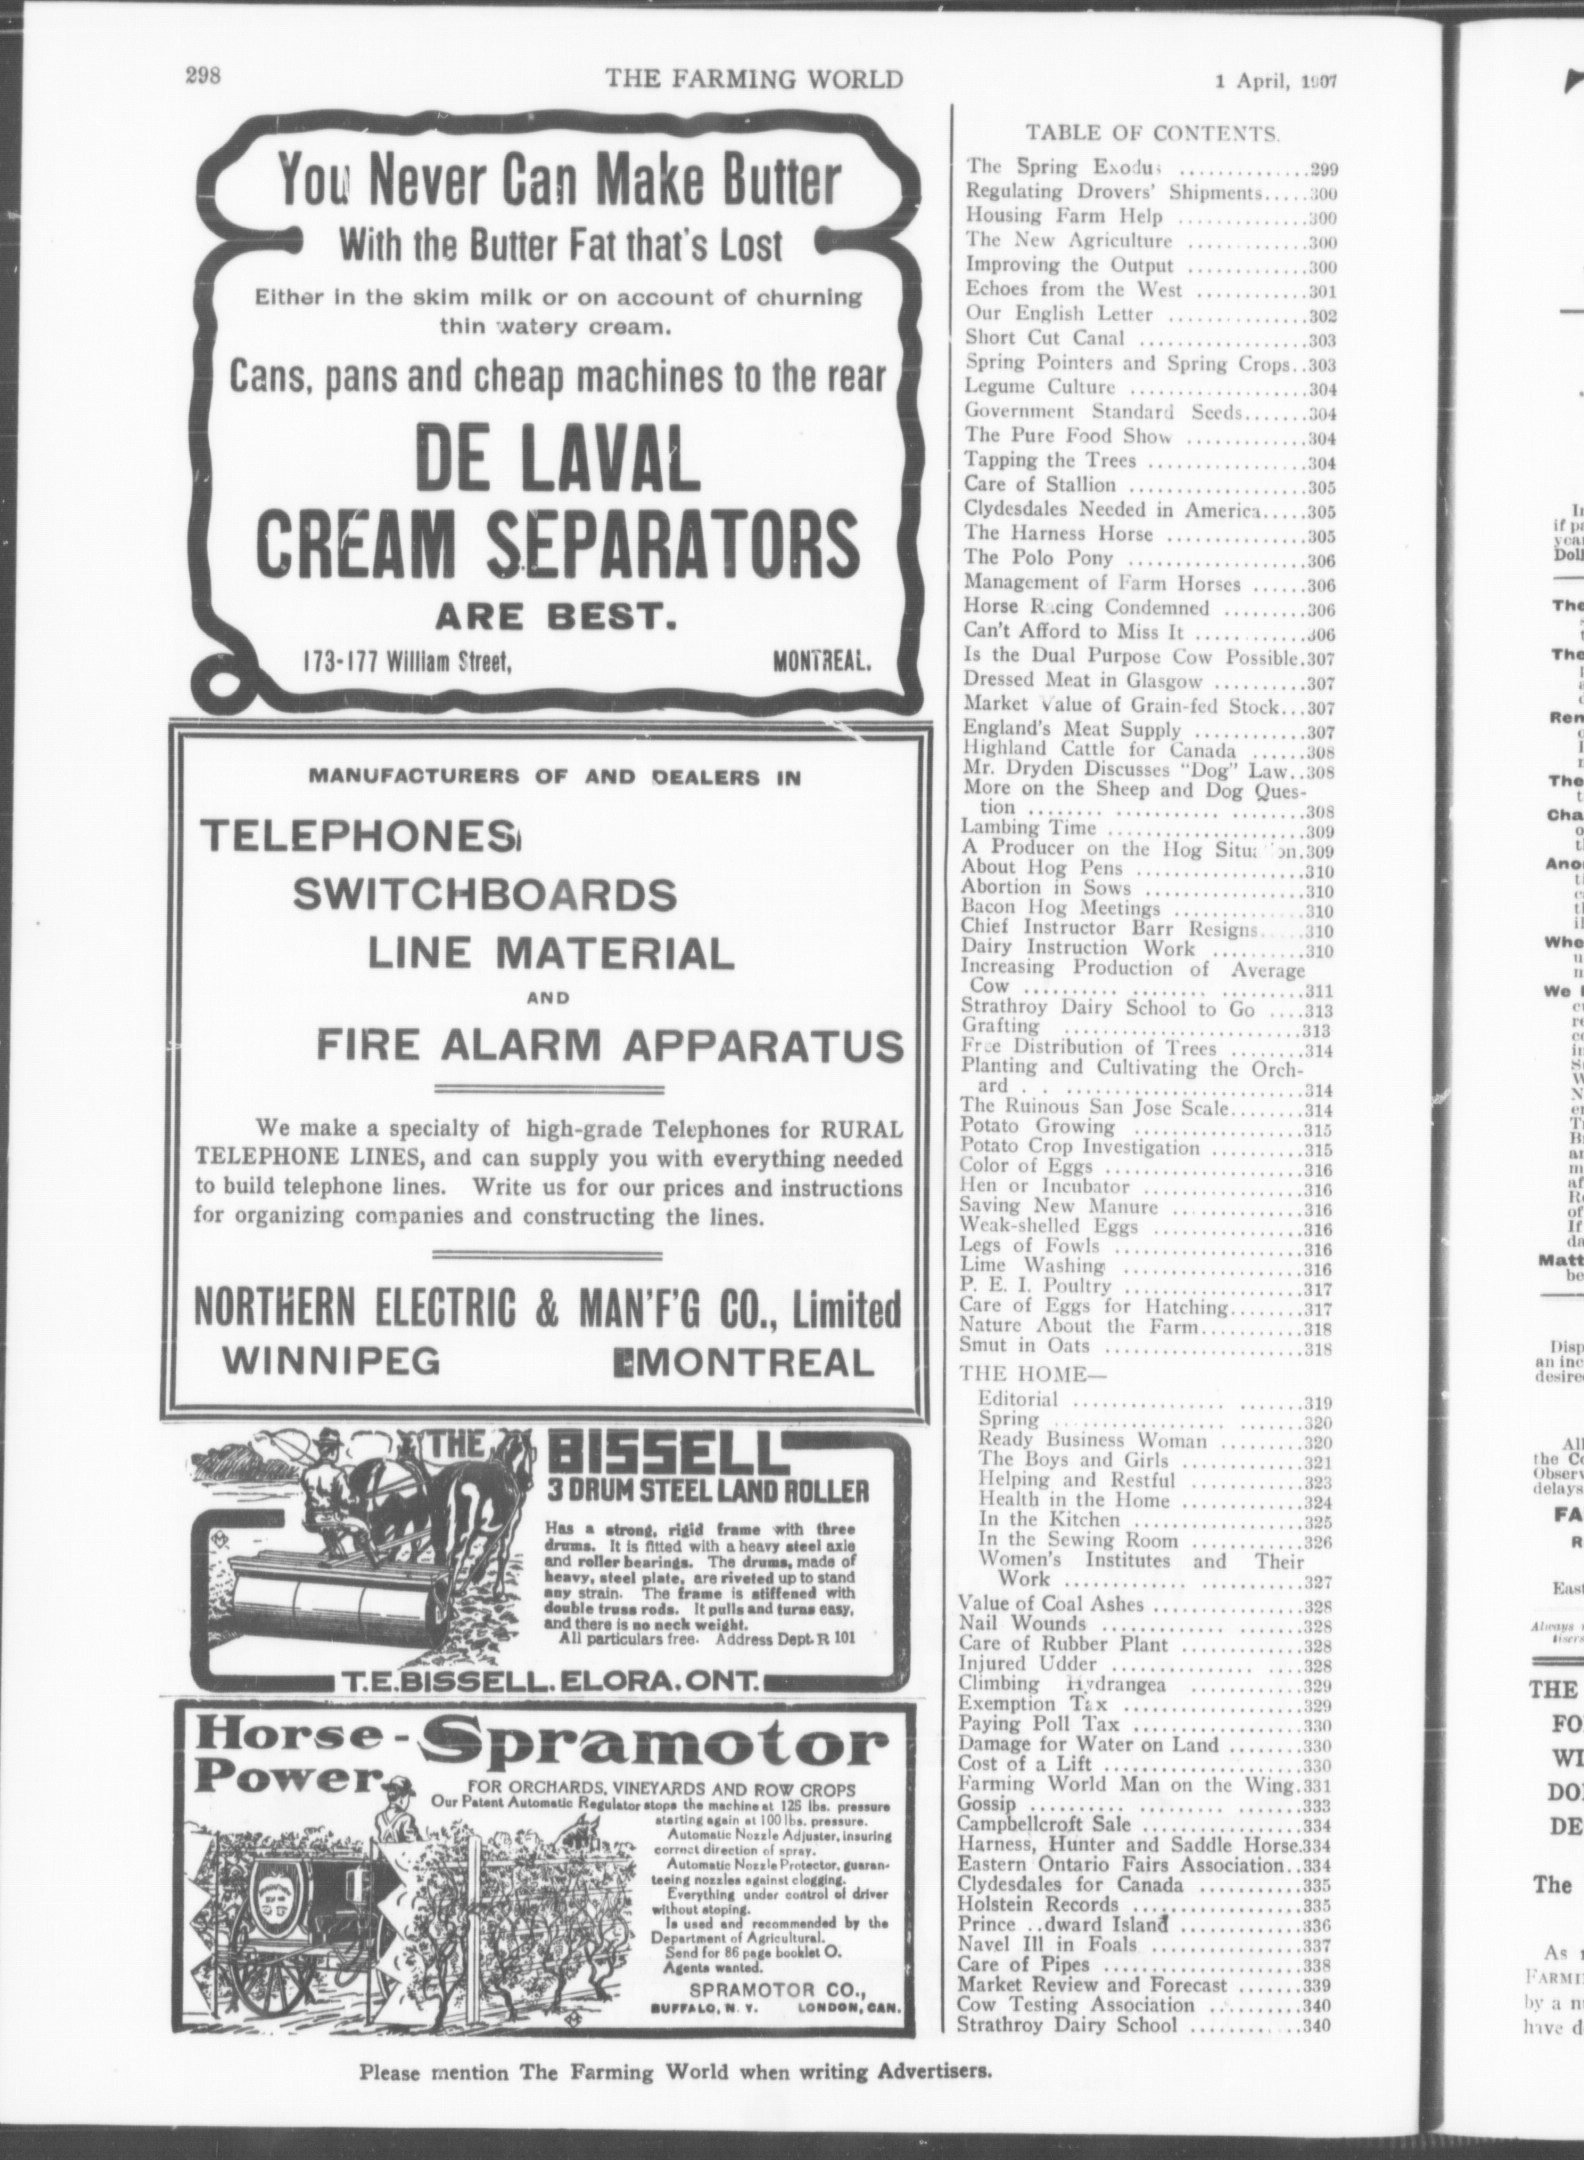 298
THE FARMING WORLD
1 April, 1907
You Never Can Make Butter
With the Butter Fat that's Lost
Either in the skim milk or on account of churning
thin watery cream.
Cans, pans and cheap machines to the rear
DE LAVAL
CREAM SEPARATORS
ARE BEST.
173-177 William Street, MONTREAL.
MANUFACTURERS OF AND DEALERS IN
TELEPHONES
SWITCHBOARDS
LINE MATERIAL
AND
FIRE ALARM APPARATUS
We make a specialty of high-grade Telephones for RURAL
TELEPHONE LINES, and can supply you with everything needed
to build telephone lines. Write us for our prices and instructions
for organizing companies and constructing the lines.
NORTHERN ELECTRIC & MAN'F'G CO., Limited
WINNIPEG MONTREAL
THE BISSELL
3 DRUM STEEL LAND ROLLER
Has a strong, rigid frame with three
drums. It is fitted with a heavy steel axle
and roller bearings. The drums, made of
heavy, steel plate, are riveted up to stand
any strain. The frame is stiffened with
double truss rods. It pulls and turns easy,
and there is no neck weight.
All particulars free. Address Dept. R 101
T.E. BISSELL. ELORA. ONT.
Horse-Power Spramotor
FOR ORCHARDS, VINEYARDS AND ROW CROPS
Our Patent Automatic Regulator stops the machine at 125 lbs. pressure
starting again at 100 lbs. pressure.
Automatic Nozzle Adjuster, insuring
correct direction of spray.
Automatic Nozzle Protector, guaran-
teeing nozzles against clogging.
Everything under control of driver
without stoping.
Is used and recommended by the
Department of Agricultural.
Send for 86 page booklet O.
Agents wanted.
SPRAMOTOR CO.,
BUFFALO, N. Y. LONDON, CAN.
TABLE OF CONTENTS.
The Spring Exodus ..............299
Regulating Drovers' Shipments.....300
Housing Farm Help .............300
The New Agriculture ............300
Improving the Output ............300
Echoes from the West ............301
Our English Letter ..............302
Short Cut Canal .................303
Spring Pointers and Spring Crops..303
Legume Culture ..................304
Government Standard Seeds.......304
The Pure Food Show ............304
Tapping the Trees ................304
Care of Stallion ..................305
Clydesdales Needed in America.....305
The Harness Horse ..............305
The Polo Pony ..................306
Management of Farm Horses ......306
Horse Racing Condemned .........306
Can't Afford to Miss It ...........306
Is the Dual Purpose Cow Possible.307
Dressed Meat in Glasgow ..........307
Market Value of Grain-fed Stock...307
England's Meat Supply ...........307
Highland Cattle for Canada ......308
Mr. Dryden Discusses "Dog" Law..308
More on the Sheep and Dog Ques-
tion ............................308
Lambing Time ....................309
A Producer on the Hog Situation.309
About Hog Pens .................310
Abortion in Sows ................310
Bacon Hog Meetings .............310
Chief Instructor Barr Resigns.....310
Dairy Instruction Work ..........310
Increasing Production of Average
Cow ...........................311
Strathroy Dairy School to Go ....313
Grafting ........................313
Free Distribution of Trees ........314
Planting and Cultivating the Orch-
ard ............................314
The Ruinous San Jose Scale........314
Potato Growing .................315
Potato Crop Investigation ..........315
Color of Eggs ....................316
Hen or Incubator ................316
Saving New Manure ..............316
Weak-shelled Eggs ...............316
Legs of Fowls ...................316
Lime Washing ..................316
P. E. I. Poultry ..................317
Care of Eggs for Hatching........317
Nature About the Farm...........318
Smut in Oats ....................318
THE HOME—
Editorial .......................319
Spring .........................320
Ready Business Woman .........320
The Boys and Girls ............321
Helping and Restful ............323
Health in the Home ............324
In the Kitchen .................325
In the Sewing Room ...........326
Women's Institutes and Their
Work ........................327
Value of Coal Ashes ...............328
Nail Wounds ....................328
Care of Rubber Plant ............328
Injured Udder ..................328
Climbing Hydrangea ............329
Exemption Tax ..................329
Paying Poll Tax .................330
Damage for Water on Land ........330
Cost of a Lift ....................330
Farming World Man on the Wing.331
Gossip ..........................333
Campbellcroft Sale ................334
Harness, Hunter and Saddle Horse.334
Eastern Ontario Fairs Association..334
Clydesdales for Canada ...........335
Holstein Records .................335
Prince ..dward Island .............336
Navel Ill in Foals ................337
Care of Pipes ....................338
Market Review and Forecast .......339
Cow Testing Association ..........340
Strathroy Dairy School ...........340
Please mention The Farming World when writing Advertisers.